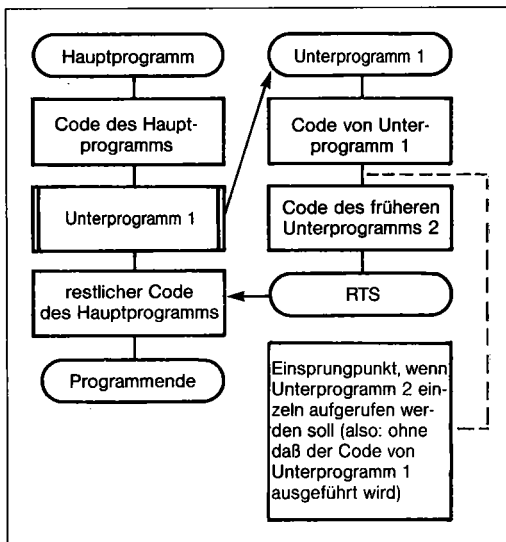 Hauptprogramm
Code des Haupt-
programms
Unterprogramm 1
restlicher Code
des Hauptprogramms
Programmende
Unterprogramm 1
Code von Unter-
programm 1
Code des früheren
Unterprogramms 2
RTS
Einsprungpunkt, wenn
Unterprogramm 2 ein-
zeln aufgerufen wer-
den soll (also: ohne
daß der Code von
Unterprogramm 1
ausgeführt wird)